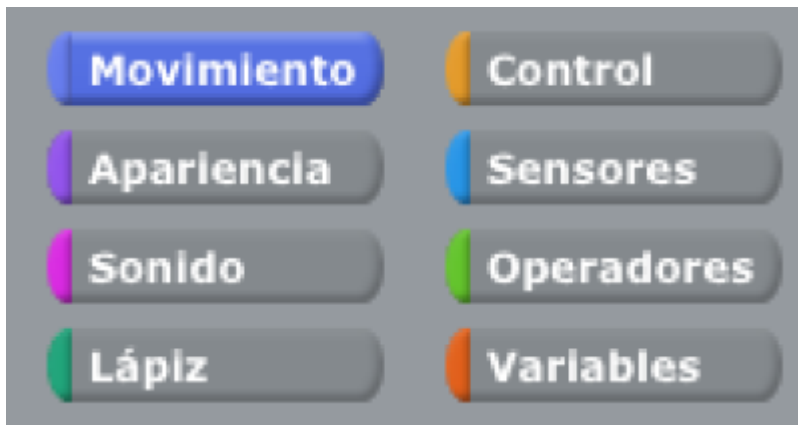 Movimiento
Control
Apariencia
Sensores
Sonido
Operadores
Lápiz
Variables